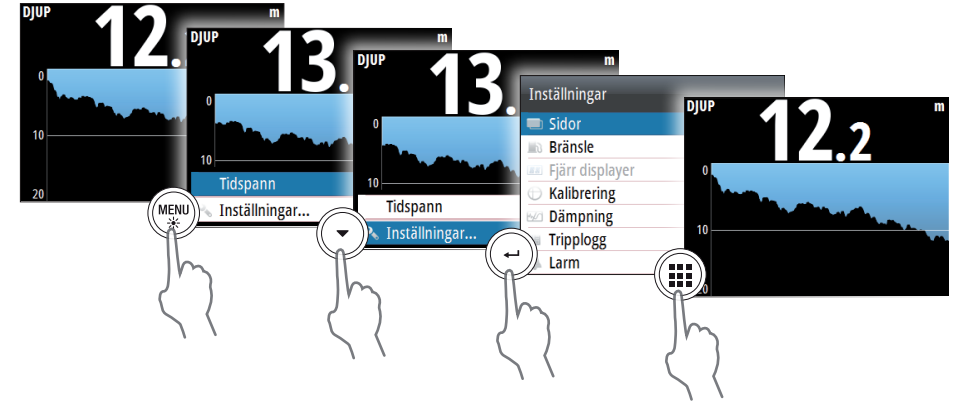 DJUP m
12.
0
10
20
MENU
DJUP m
13.
0
10
Tidspann
Inställningar...
DJUP m
13.
0
10
Tidspann
Inställningar...
Inställningar
Sidor
Bränsle
Fjärr displayer
Kalibrering
Dämpning
Tripplogg
Larm
DJUP m
12.2
0
10